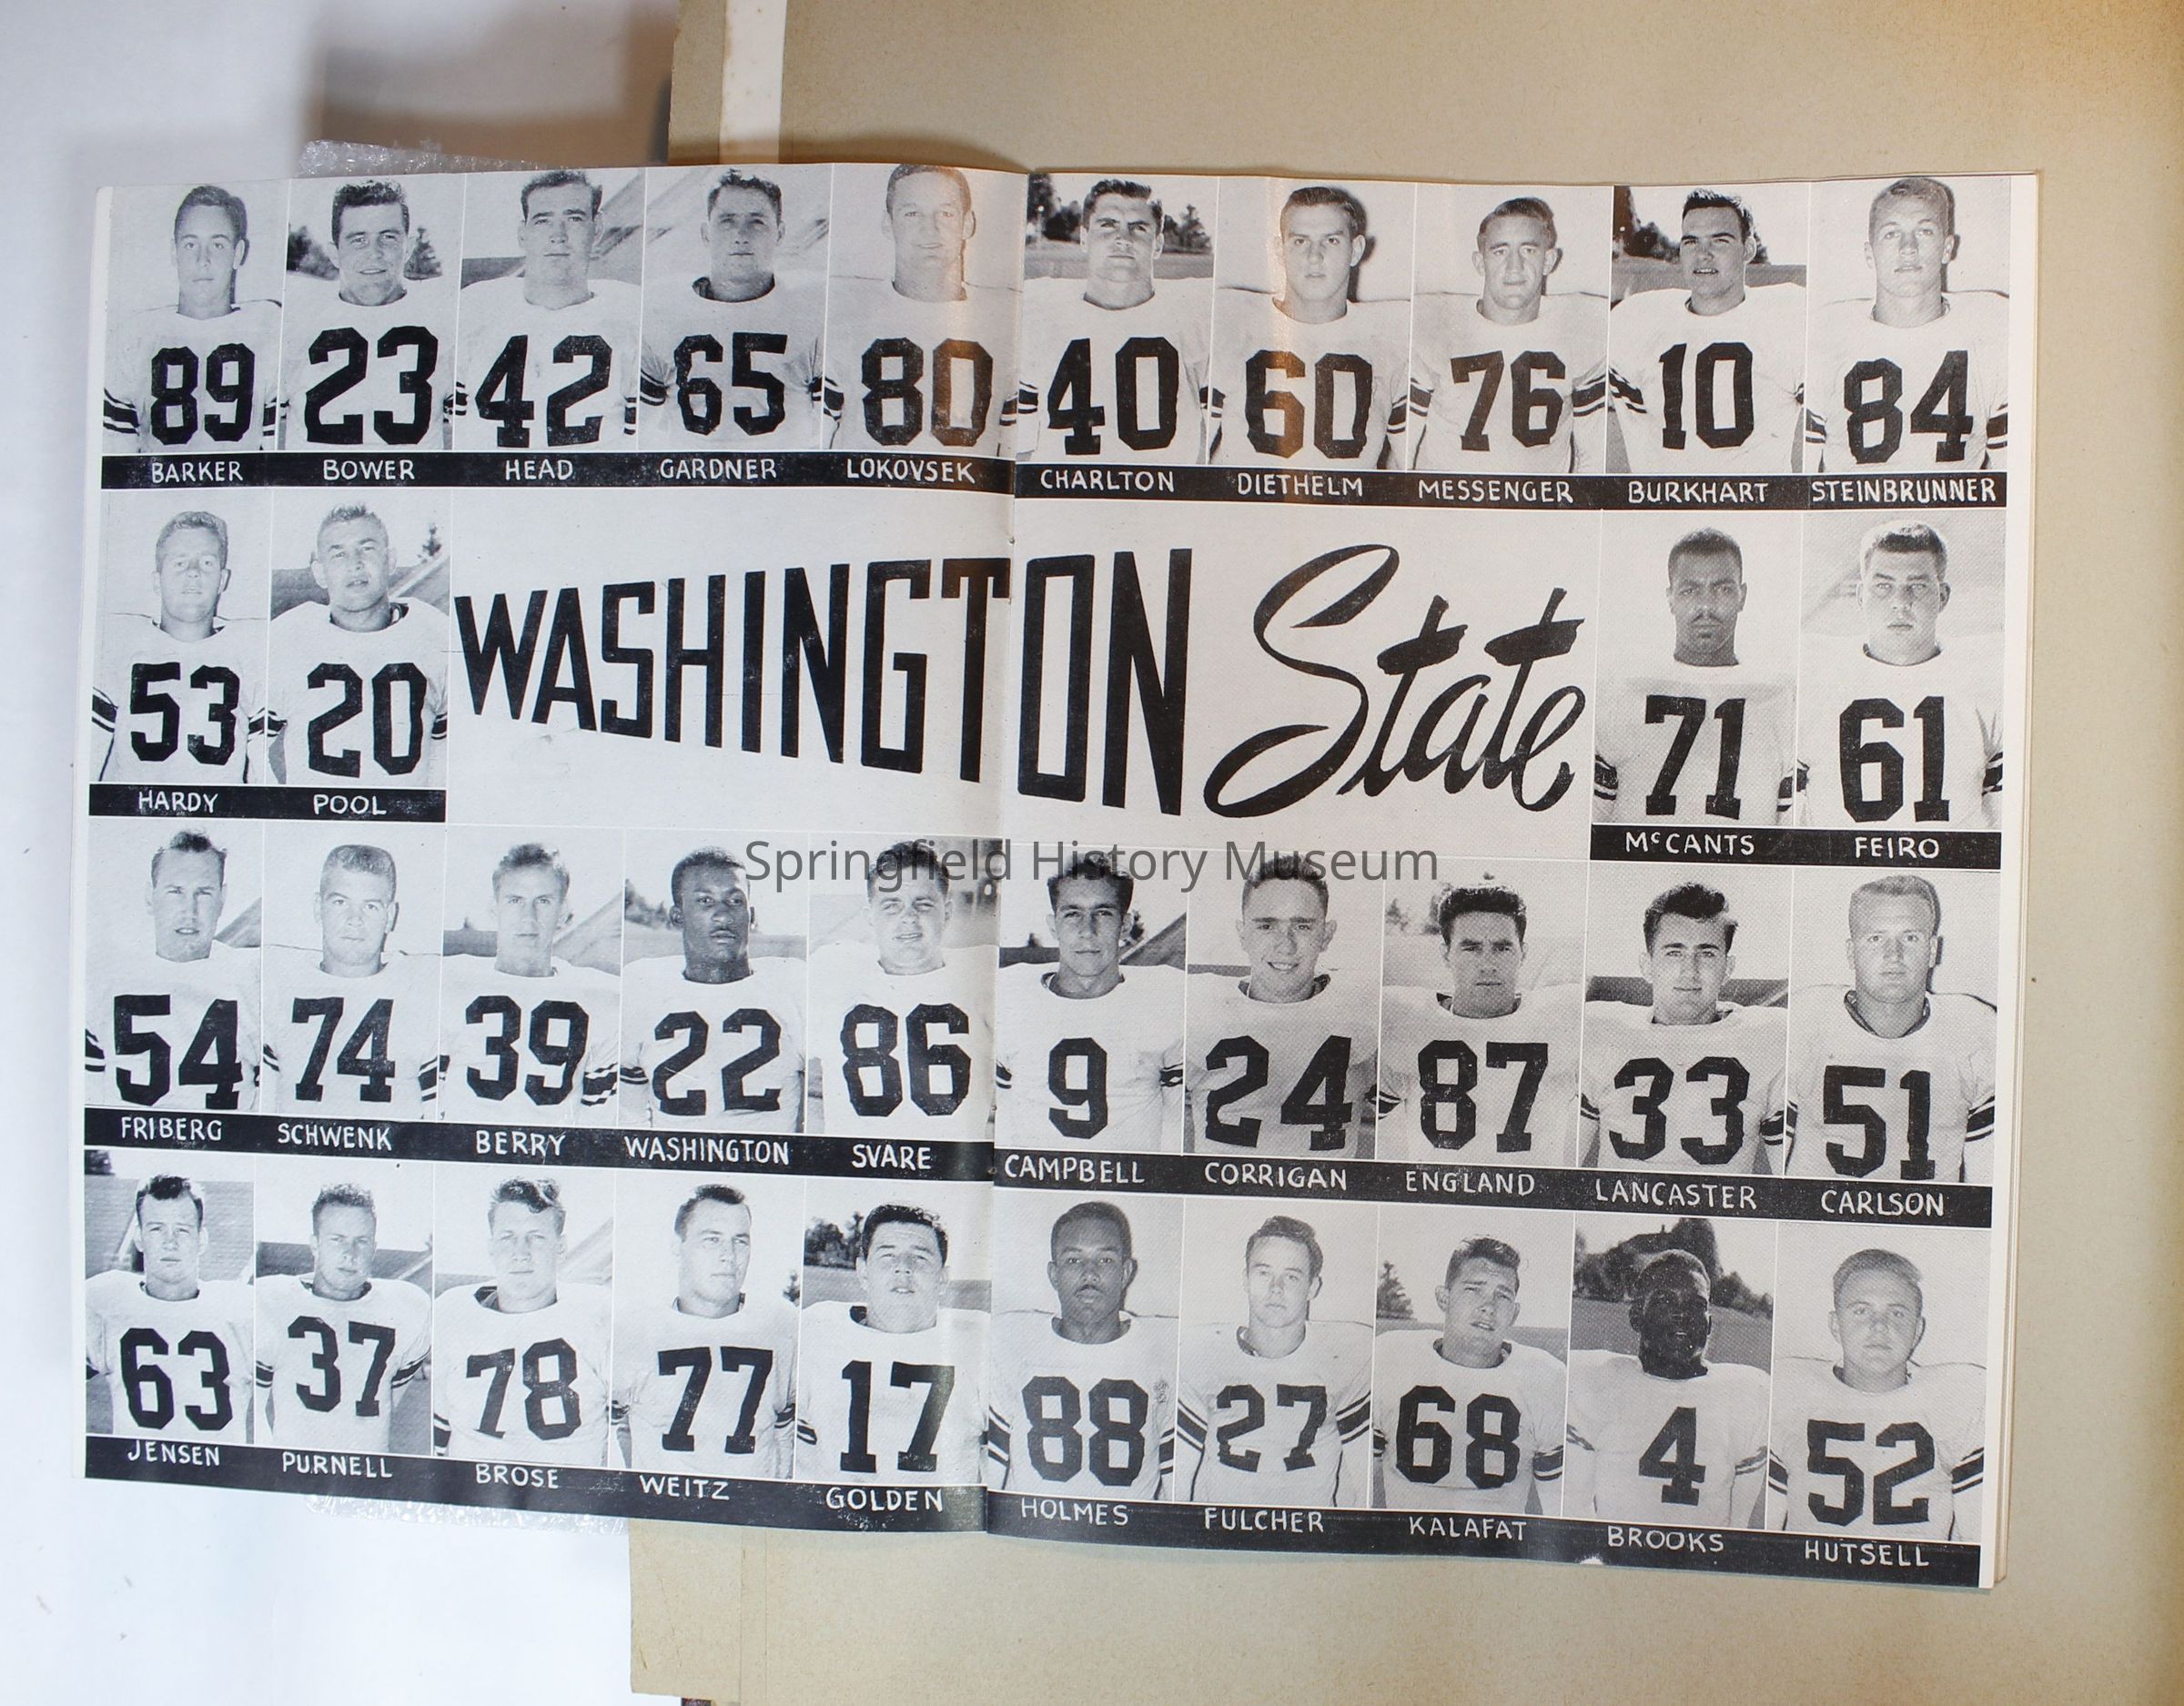 89 23 42 65 80 40 60 76 10 84
BARKER BOWER HEAD GARDNER LOKOVSEK CHARLTON DIETHELM MESSENGER BURKHART STEINBRUNNER
WASHINGTON State
53 20 71 61
HARDY POOL McCANTS FEIRO
Springfield History Museum
54 74 39 22 86 9 24 87 33 51
FRIBERG SCHWENK BERRY WASHINGTON SVARE CAMPBELL CORRIGAN ENGLAND LANCASTER CARLSON
63 37 78 77 17 88 27 68 4 52
JENSEN PURNELL BROSE WEITZ GOLDEN HOLMES FULCHER KALAFAT BROOKS HUTSELL